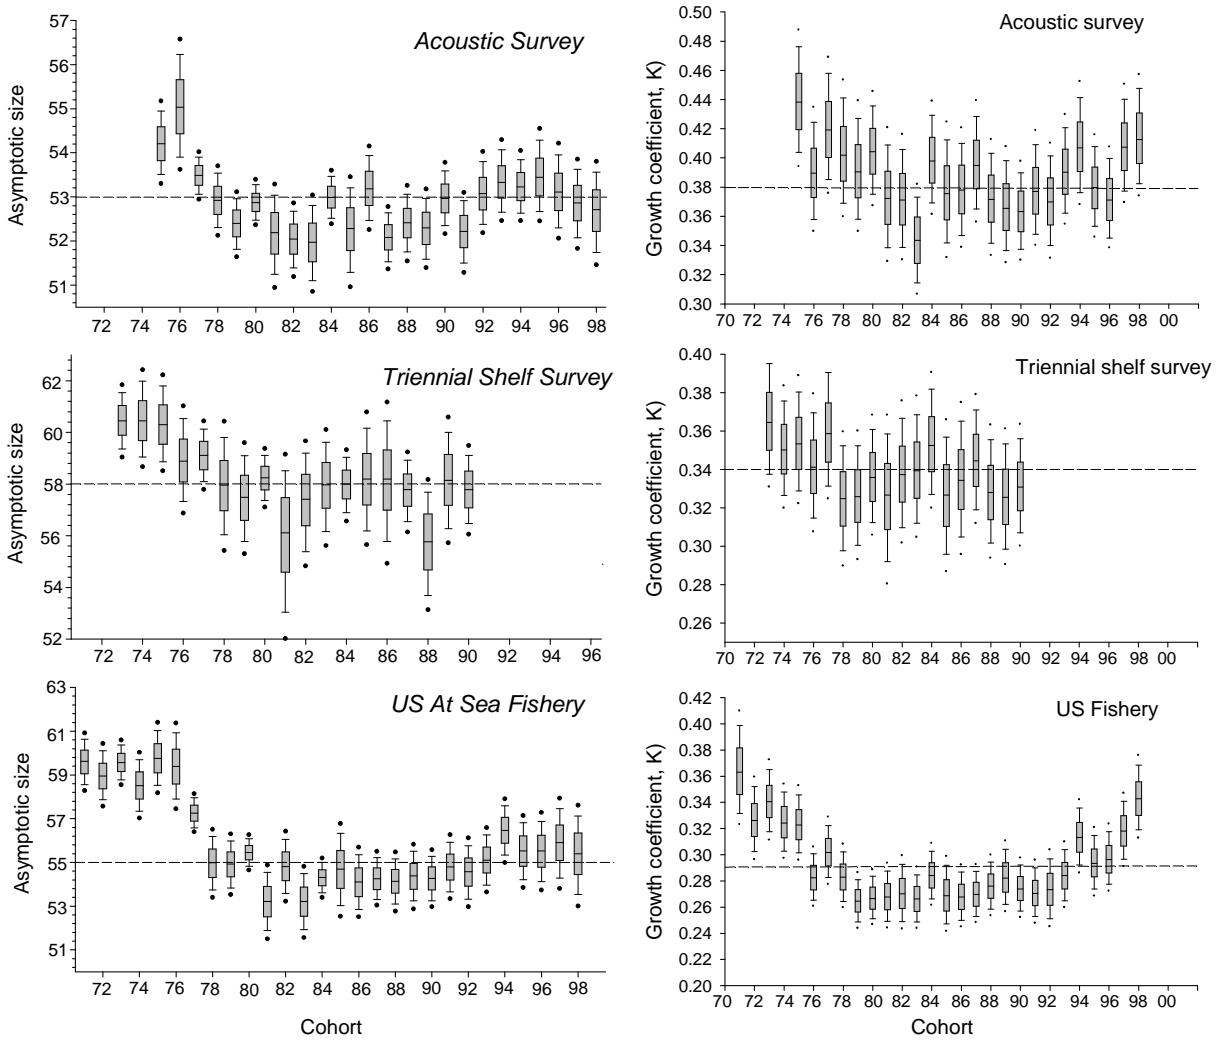 Acoustic Survey
Asymptotic size
57
56
55
54
53
52
51
72 74 76 78 80 82 84 86 88 90 92 94 96 98
Acoustic survey
Growth coefficient, K)
0.50
0.48
0.46
0.44
0.42
0.40
0.38
0.36
0.34
0.32
0.30
70 72 74 76 78 80 82 84 86 88 90 92 94 96 98 00
Triennial Shelf Survey
Asymptotic size
62
60
58
56
54
52
72 74 76 78 80 82 84 86 88 90 92 94 96
Triennial shelf survey
Growth coefficient, K)
0.40
0.38
0.36
0.34
0.32
0.30
0.28
0.26
70 72 74 76 78 80 82 84 86 88 90 92 94 96 98 00
US At Sea Fishery
Asymptotic size
63
61
59
57
55
53
51
72 74 76 78 80 82 84 86 88 90 92 94 96 98
Cohort
US Fishery
Growth coefficient, K)
0.42
0.40
0.38
0.36
0.34
0.32
0.30
0.28
0.26
0.24
0.22
0.20
70 72 74 76 78 80 82 84 86 88 90 92 94 96 98 00
Cohort